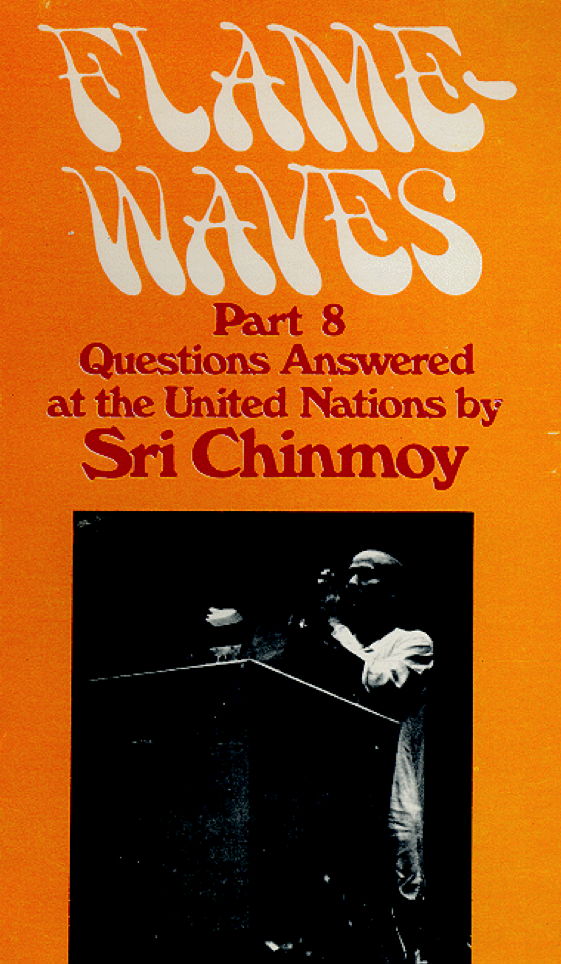 FLAME-
WAVES
Part 8
Questions Answered
at the United Nations by
Sri Chinmoy